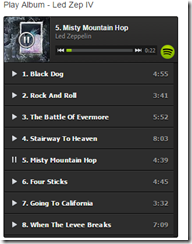 Play Album - Led Zep IV
5. Misty Mountain Hop
Led Zeppelin
0:22
1. Black Dog 4:55
2. Rock And Roll 3:41
3. The Battle Of Evermore 5:52
4. Stairway To Heaven 8:03
5. Misty Mountain Hop 4:39
6. Four Sticks 4:45
7. Going To California 3:32
8. When The Levee Breaks 7:09